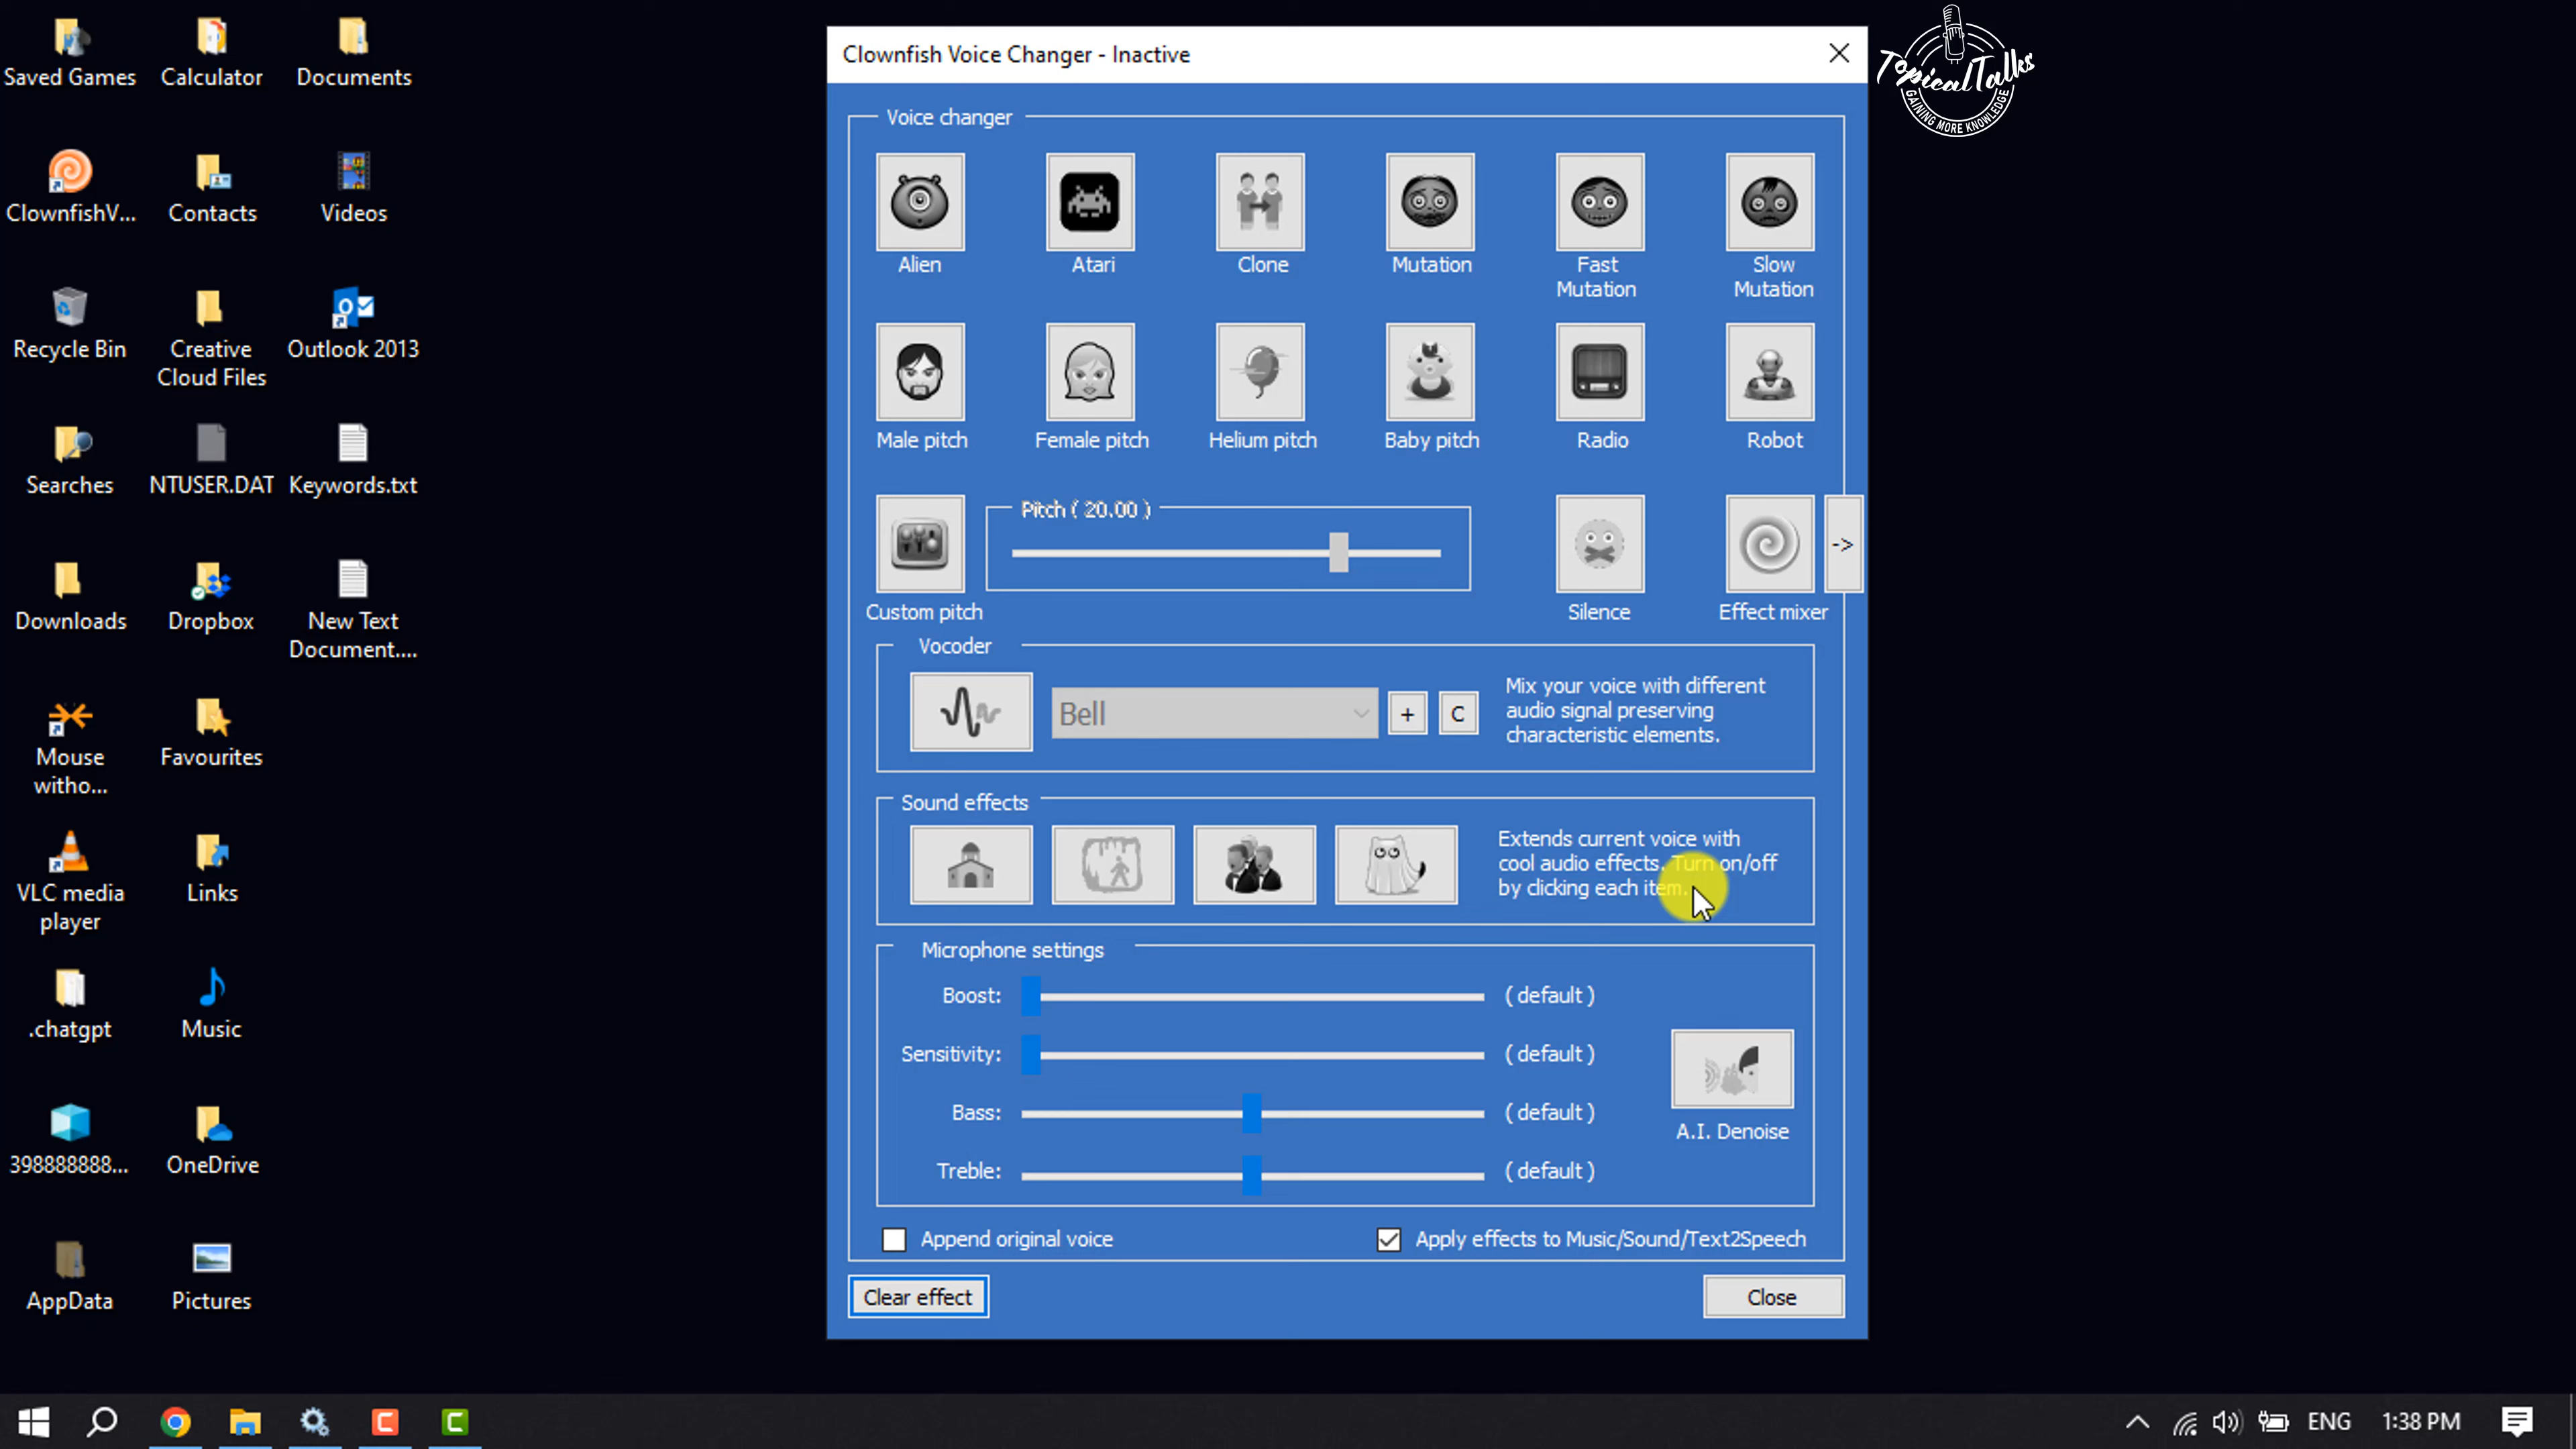 Saved Games
Calculator
Documents
ClownfishV...
Contacts
Videos
Recycle Bin
Creative
Cloud Files
Outlook 2013
Searches
NTUSER.DAT
Keywords.txt
Downloads
Dropbox
New Text
Document....
Mouse
witho...
Favourites
VLC media
player
Links
.chatgpt
Music
398888888...
OneDrive
AppData
Pictures
Clownfish Voice Changer - Inactive
Voice changer
Alien
Atari
Clone
Mutation
Fast
Mutation
Slow
Mutation
Male pitch
Female pitch
Helium pitch
Baby pitch
Radio
Robot
Custom pitch
Pitch ( 20.00 )
Silence
Effect mixer
->
Vocoder
Bell
+
C
Mix your voice with different
audio signal preserving
characteristic elements.
Sound effects
Extends current voice with
cool audio effects. Turn on/off
by clicking each item.
Microphone settings
Boost:
( default )
Sensitivity:
( default )
Bass:
( default )
Treble:
( default )
A.I. Denoise
Append original voice
Apply effects to Music/Sound/Text2Speech
Clear effect
Close
TopicalTalks
GAINING MORE KNOWLEDGE
ENG
1:38 PM